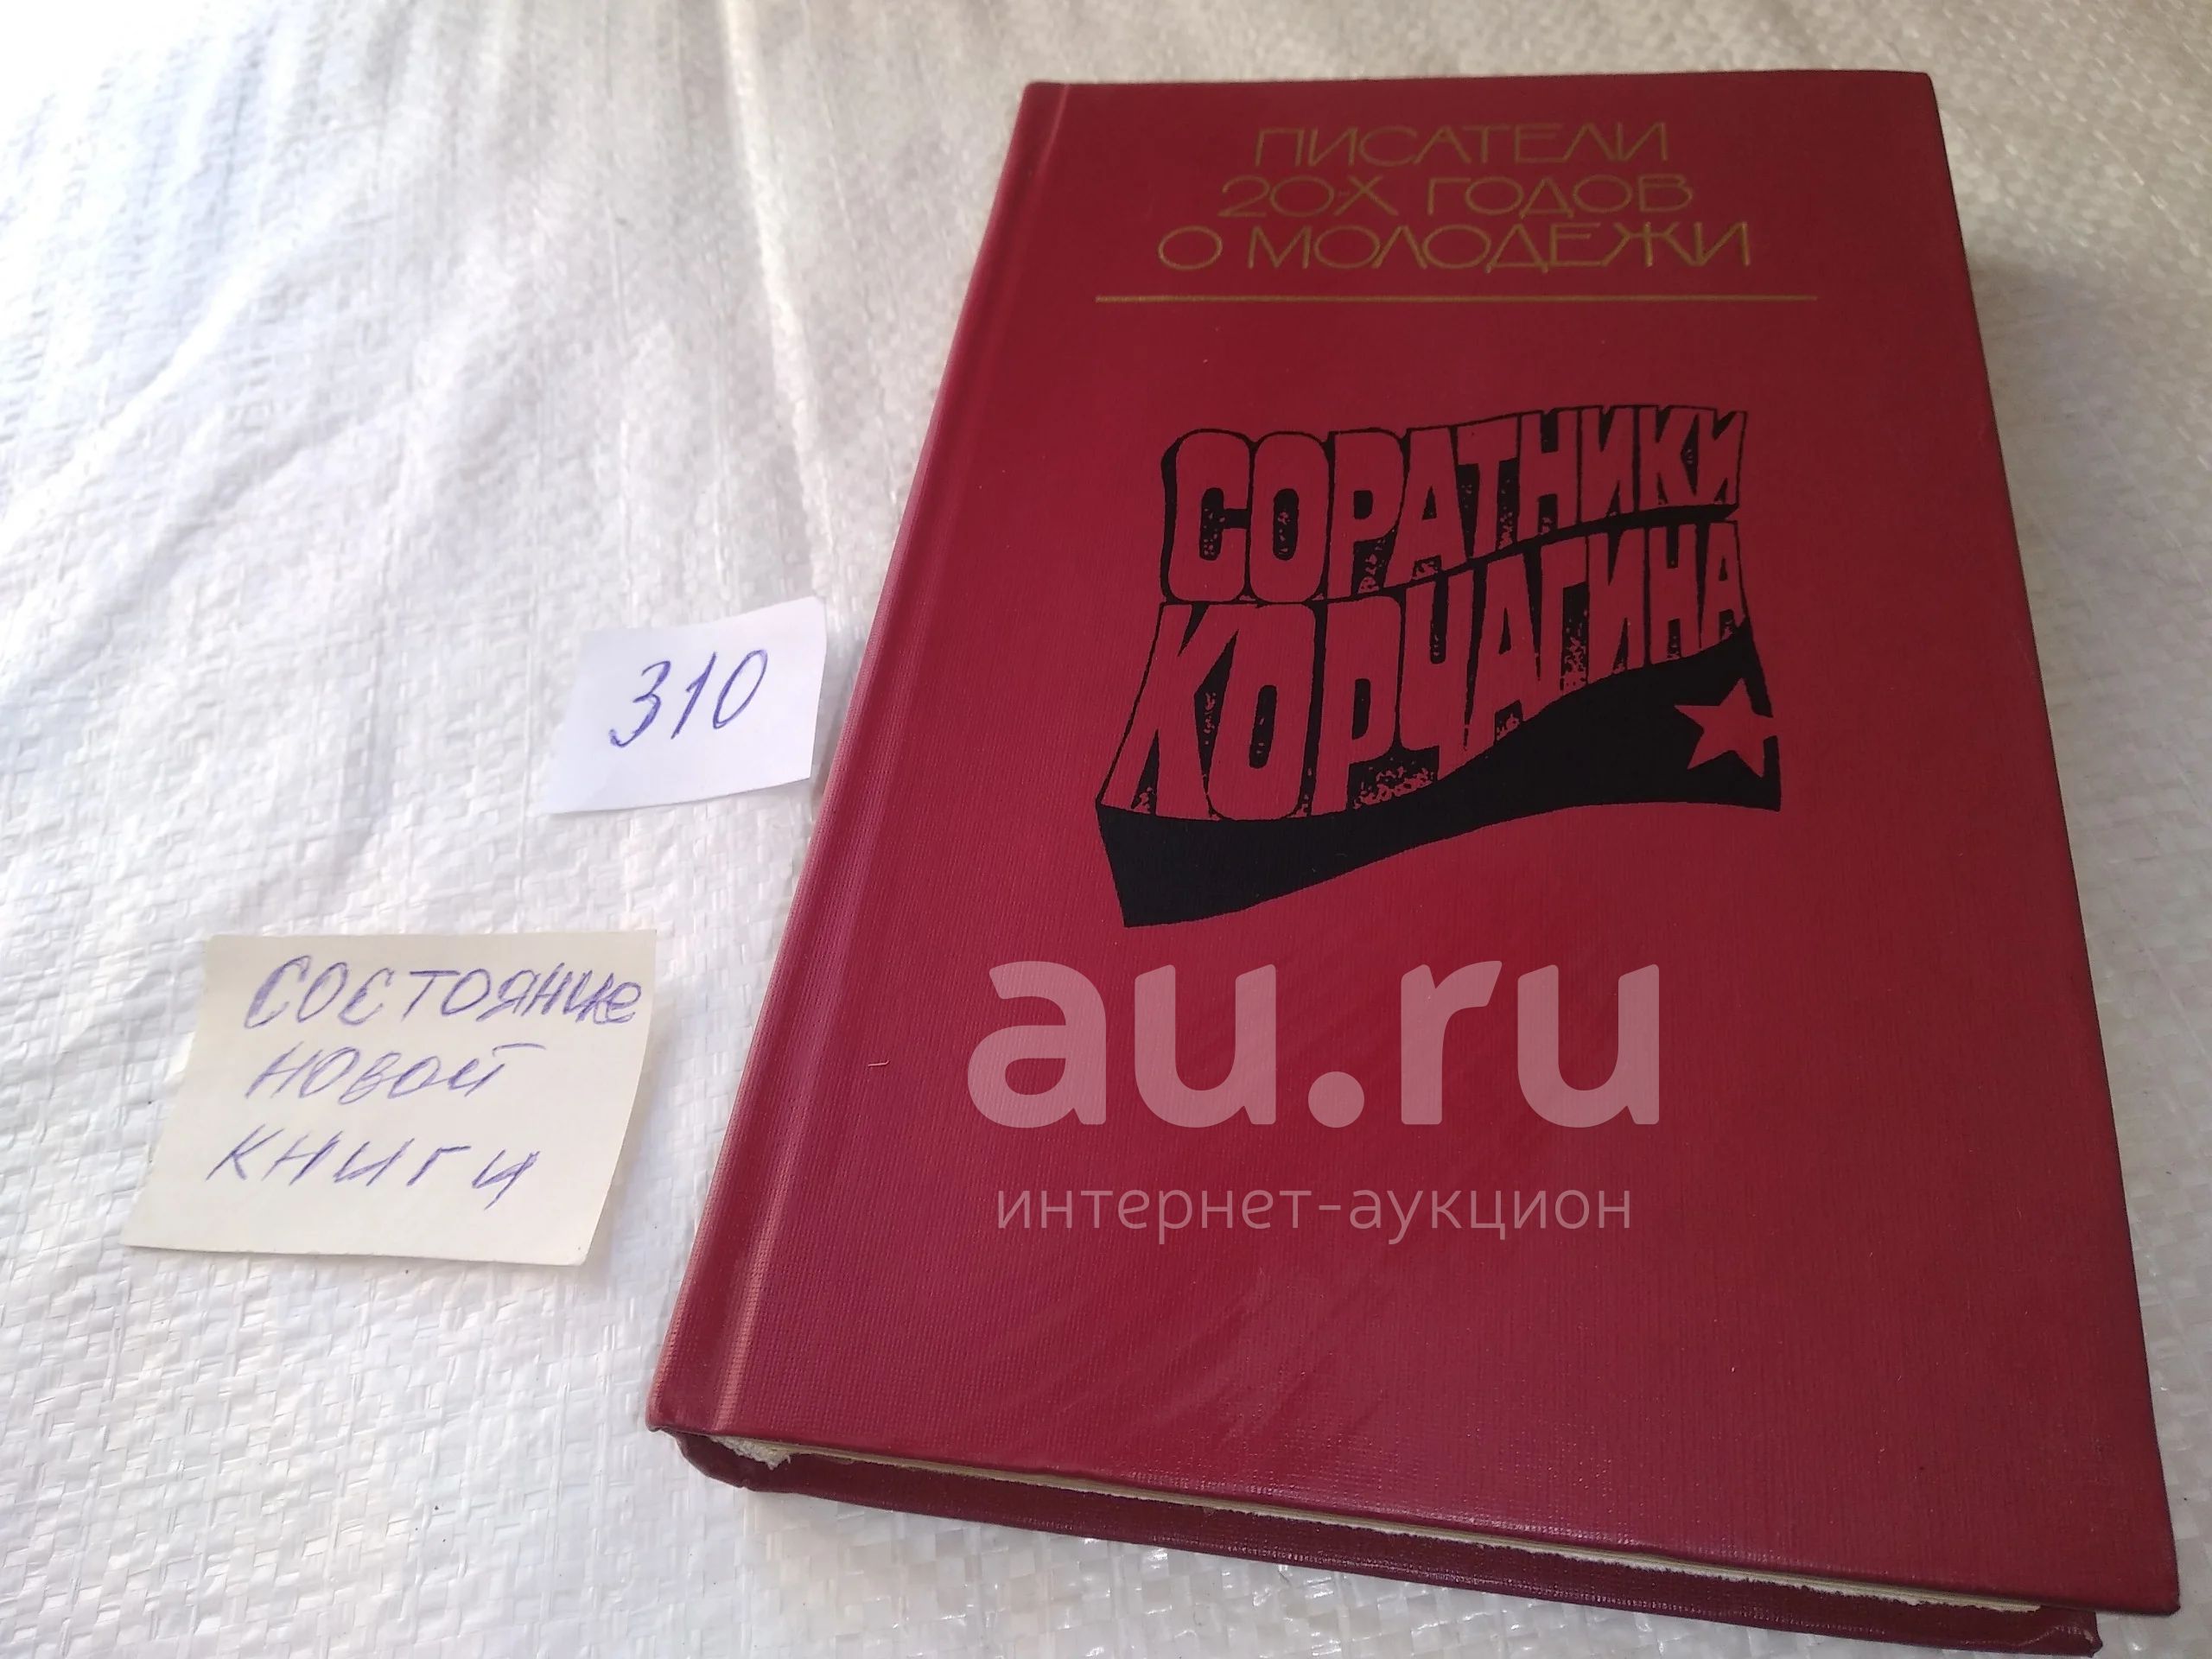 ПИСАТЕЛИ
20-Х ГОДОВ
О МОЛОДЕЖИ
СОРАТНИКИ
КОРЧАГИНА
310
СОСТОЯНИЕ
НОВОЙ
КНИГИ
au.ru
интернет-аукцион